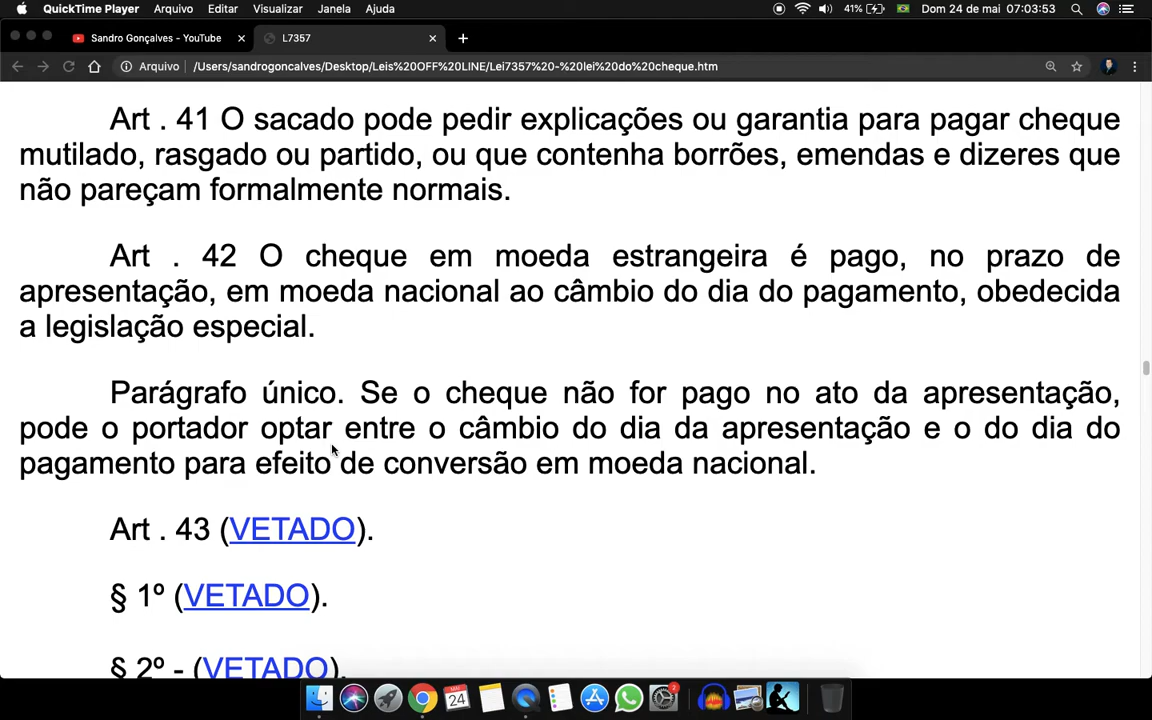 QuickTime Player Arquivo Editar Visualizar Janela Ajuda 41% Dom 24 de mai 07:03:53
Sandro Gonçalves - YouTube L7357
Arquivo /Users/sandrogoncalves/Desktop/Leis%20OFF%20LINE/Lei7357%20-%20lei%20do%20cheque.htm
Art . 41 O sacado pode pedir explicações ou garantia para pagar cheque
mutilado, rasgado ou partido, ou que contenha borrões, emendas e dizeres que
não pareçam formalmente normais.
Art . 42 O cheque em moeda estrangeira é pago, no prazo de
apresentação, em moeda nacional ao câmbio do dia do pagamento, obedecida
a legislação especial.
Parágrafo único. Se o cheque não for pago no ato da apresentação,
pode o portador optar entre o câmbio do dia da apresentação e o do dia do
pagamento para efeito de conversão em moeda nacional.
Art . 43 (VETADO).
§ 1º (VETADO).
§ 2º - (VETADO).
24
2